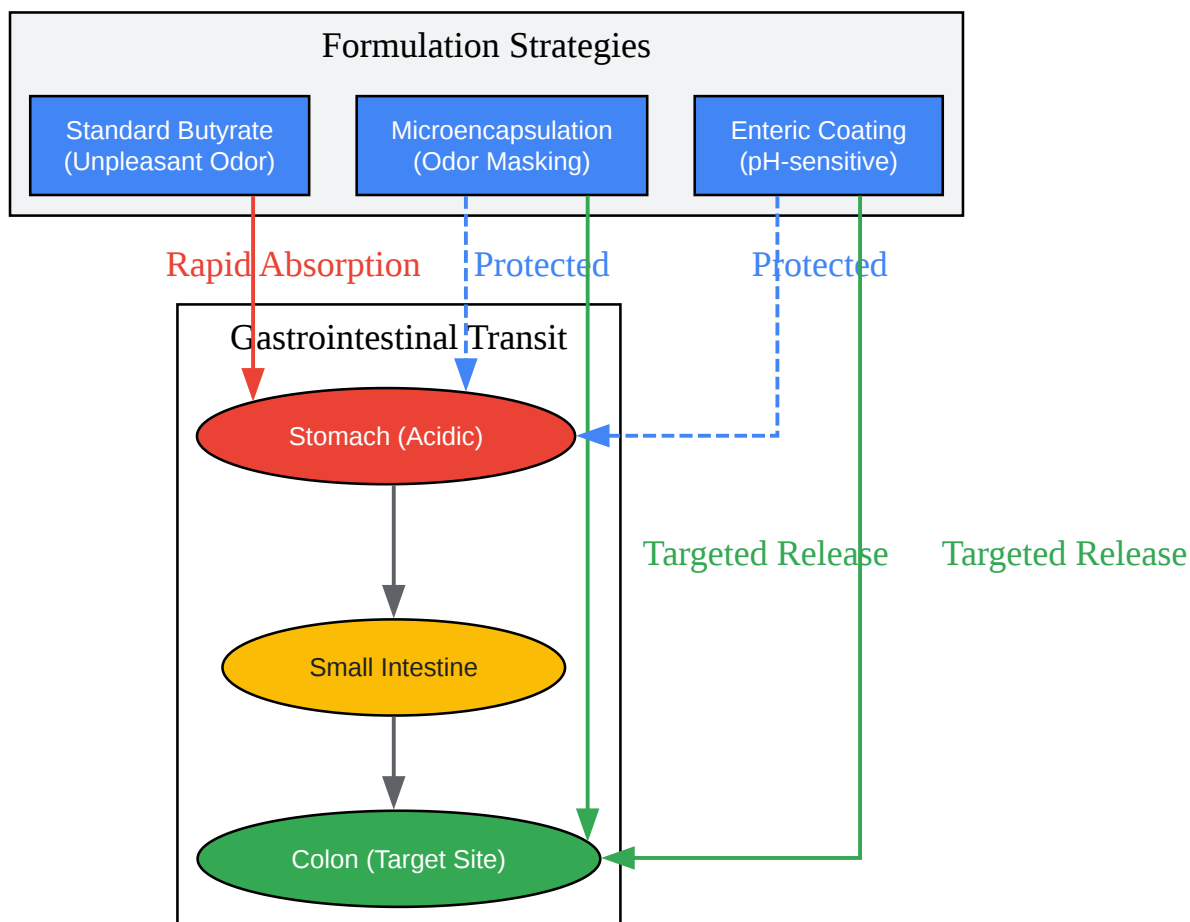 Formulation Strategies
Standard Butyrate
(Unpleasant Odor)
Microencapsulation
(Odor Masking)
Enteric Coating
(pH-sensitive)
Rapid Absorption
Protected
Protected
Gastrointestinal Transit
Stomach (Acidic)
Targeted Release
Targeted Release
Small Intestine
Colon (Target Site)